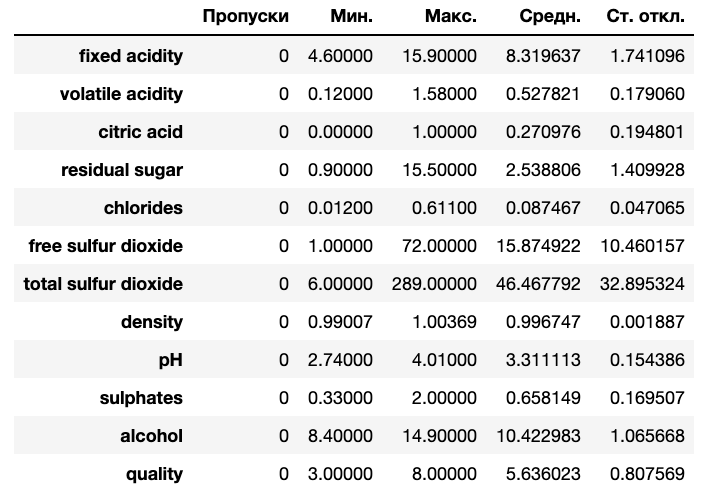 Пропуски Мин. Макс. Средн. Ст. откл.
fixed acidity 0 4.60000 15.90000 8.319637 1.741096
volatile acidity 0 0.12000 1.58000 0.527821 0.179060
citric acid 0 0.00000 1.00000 0.270976 0.194801
residual sugar 0 0.90000 15.50000 2.538806 1.409928
chlorides 0 0.01200 0.61100 0.087467 0.047065
free sulfur dioxide 0 1.00000 72.00000 15.874922 10.460157
total sulfur dioxide 0 6.00000 289.00000 46.467792 32.895324
density 0 0.99007 1.00369 0.996747 0.001887
pH 0 2.74000 4.01000 3.311113 0.154386
sulphates 0 0.33000 2.00000 0.658149 0.169507
alcohol 0 8.40000 14.90000 10.422983 1.065668
quality 0 3.00000 8.00000 5.636023 0.807569